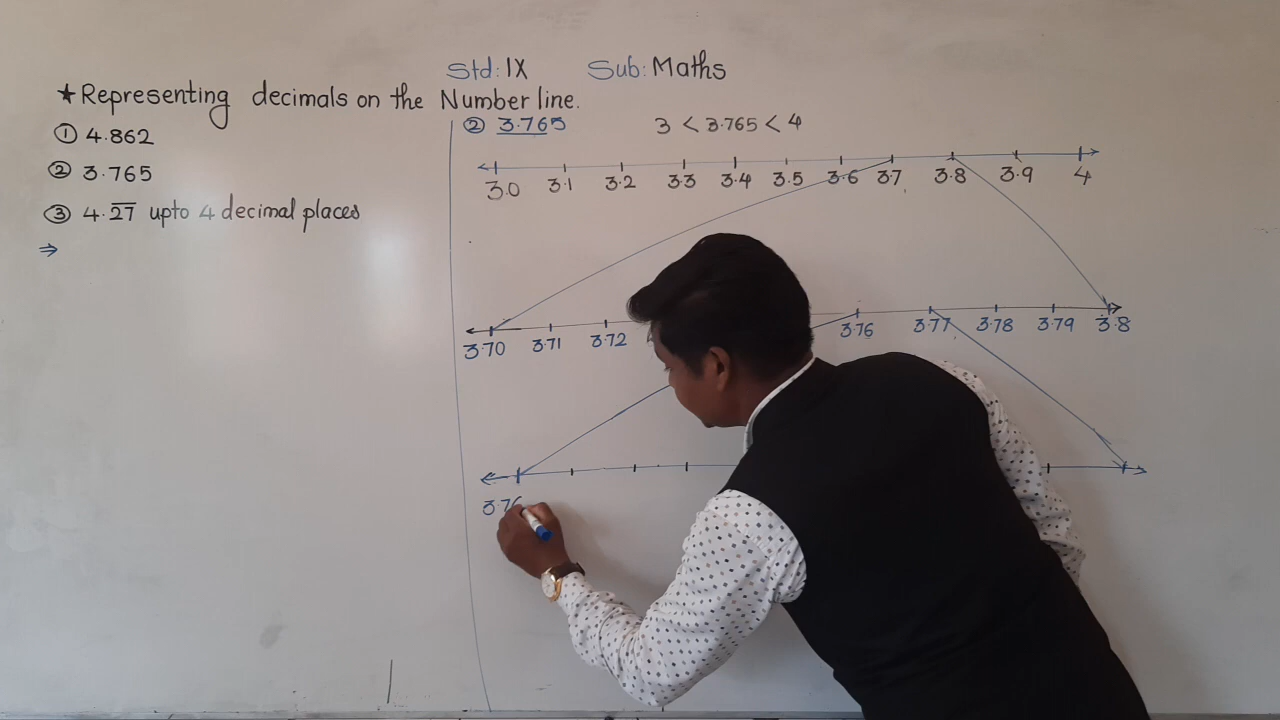 Std: IX Sub: Maths
★ Representing decimals on the Number line.
① 4.862
② 3.765
③ 4.2̅7̅ upto 4 decimal places
⇒
② 3.765 3 < 3.765 < 4
3.0 3.1 3.2 3.3 3.4 3.5 3.6 3.7 3.8 3.9 4
3.70 3.71 3.72 3.76 3.77 3.78 3.79 3.8
3.76